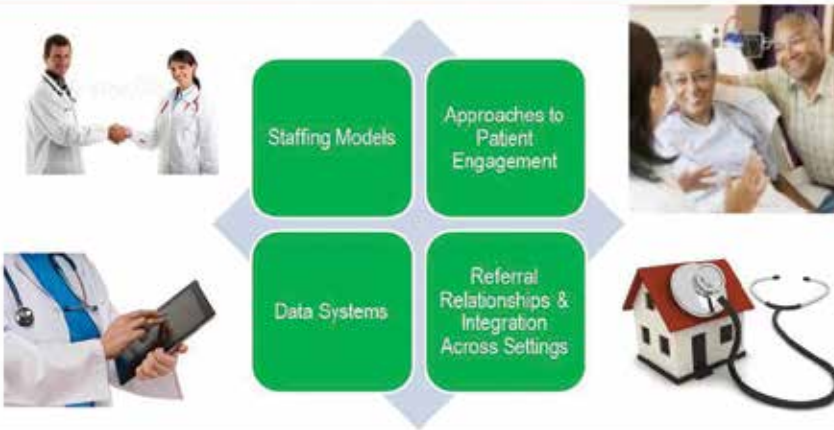 Staffing Models
Approaches to
Patient
Engagement
Data Systems
Referral
Relationships &
Integration
Across Settings